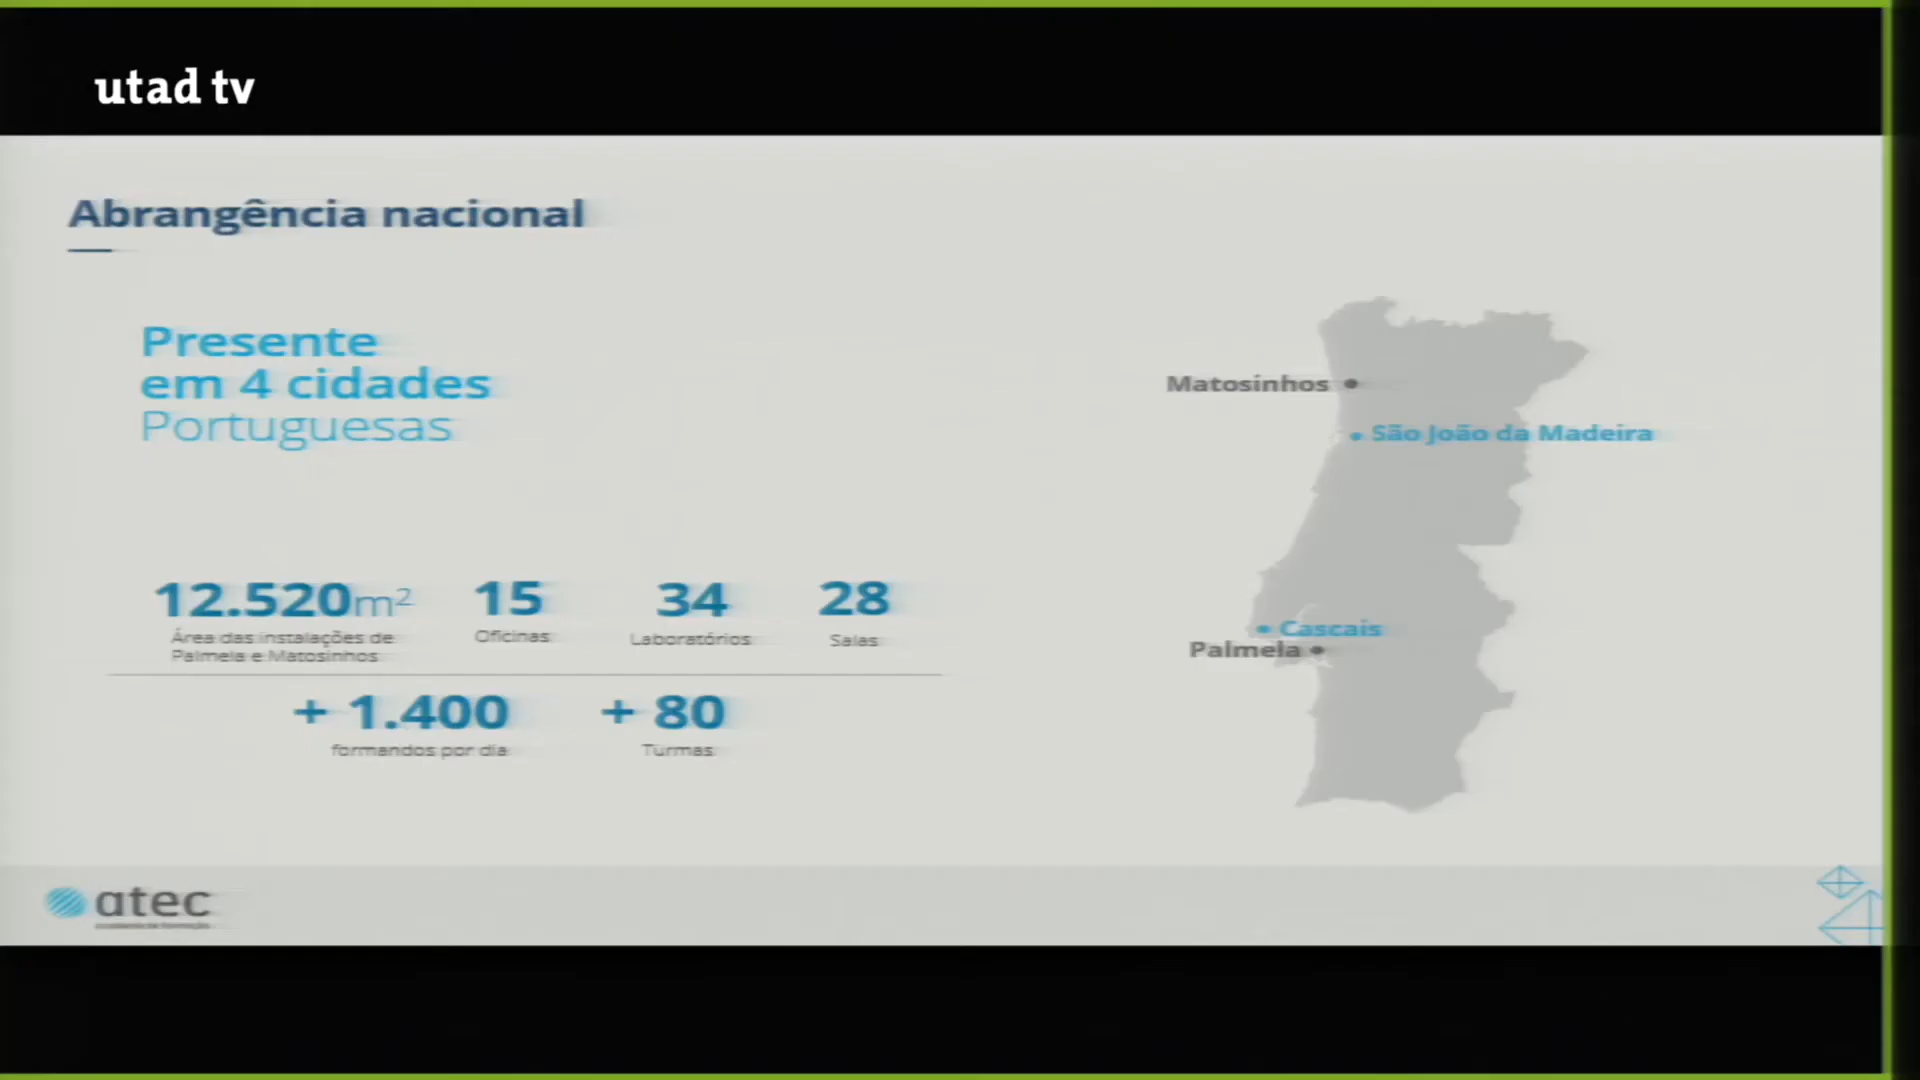 utad tv
Abrangência nacional
Presente
em 4 cidades
Portuguesas
Matosinhos
São João da Madeira
Cascais
Palmela
12.520m²
Área das instalações de
Palmela e Matosinhos
15
Oficinas
34
Laboratórios
28
Salas
+ 1.400
formandos por dia
+ 80
Turmas
atec